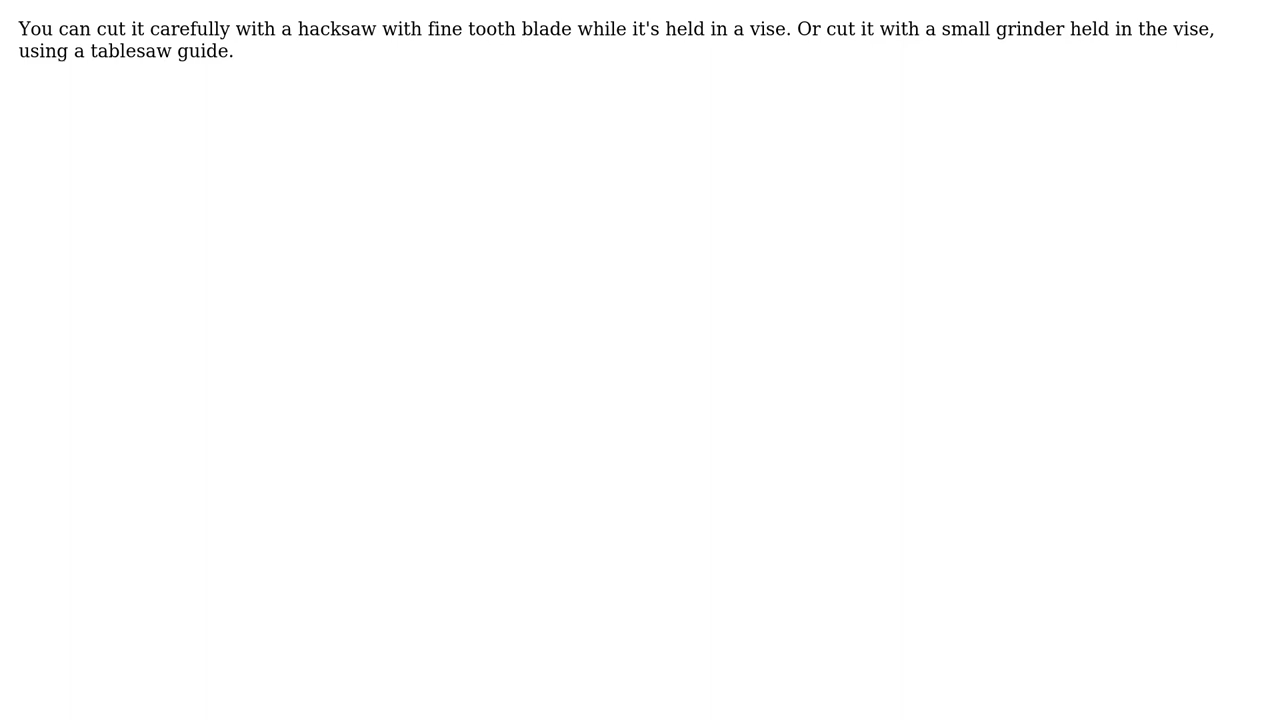 You can cut it carefully with a hacksaw with fine tooth blade while it's held in a vise. Or cut it with a small grinder held in the vise,
using a tablesaw guide.